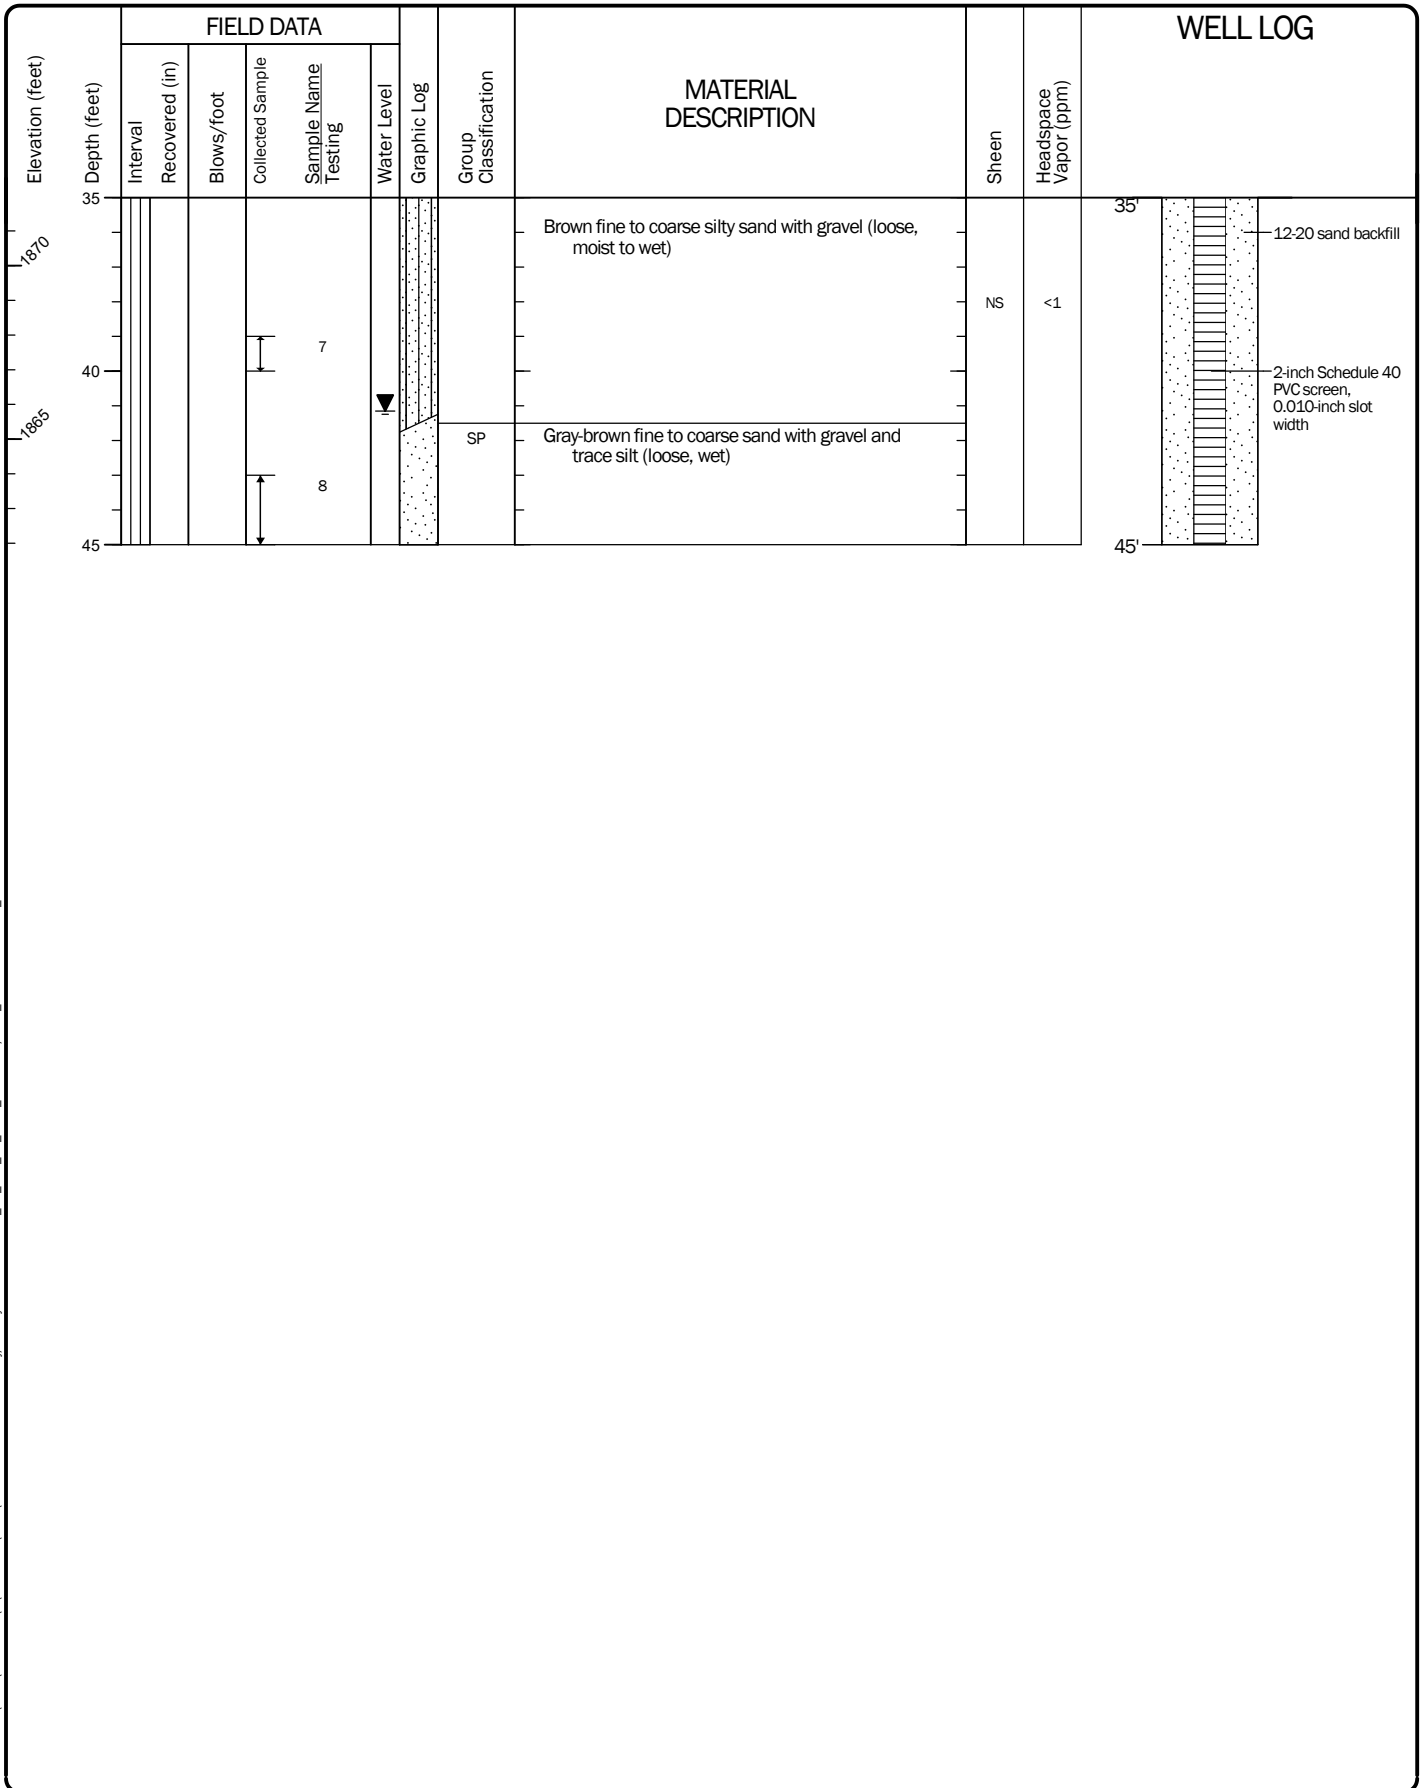 FIELD DATA
WELL LOG
Elevation (feet)
Depth (feet)
Interval
Recovered (in)
Blows/foot
Collected Sample
Sample Name
Testing
Water Level
Graphic Log
Group
Classification
MATERIAL
DESCRIPTION
Sheen
Headspace
Vapor (ppm)
35
35'
Brown fine to coarse silty sand with gravel (loose,
moist to wet)
12-20 sand backfill
1870
NS
<1
7
40
2-inch Schedule 40
PVC screen,
0.010-inch slot
width
1865
SP
Gray-brown fine to coarse sand with gravel and
trace silt (loose, wet)
8
45
45'